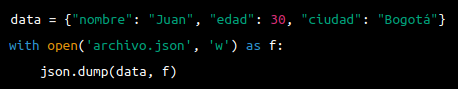 data = {"nombre": "Juan", "edad": 30, "ciudad": "Bogotá"}
with open('archivo.json', 'w') as f:
    json.dump(data, f)